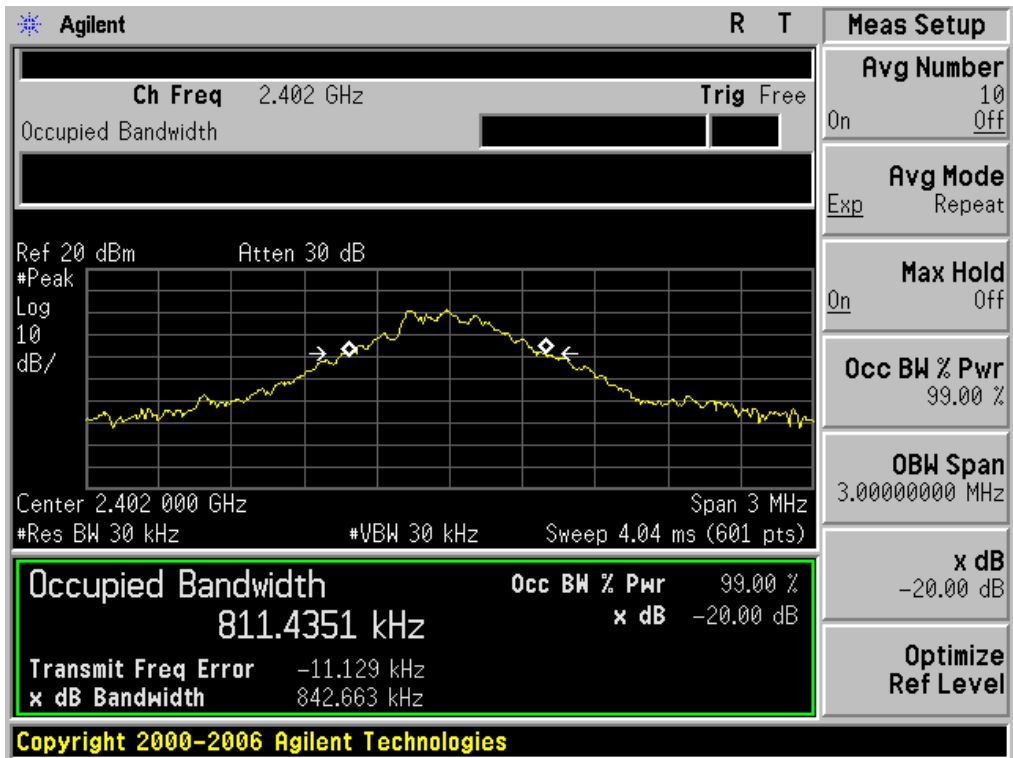 Agilent R T
Ch Freq 2.402 GHz Trig Free
Occupied Bandwidth
Ref 20 dBm Atten 30 dB
#Peak
Log
10
dB/
Center 2.402 000 GHz Span 3 MHz
#Res BW 30 kHz #VBW 30 kHz Sweep 4.04 ms (601 pts)
Occupied Bandwidth Occ BW % Pwr 99.00 %
811.4351 kHz x dB -20.00 dB
Transmit Freq Error -11.129 kHz
x dB Bandwidth 842.663 kHz
Copyright 2000-2006 Agilent Technologies
Meas Setup
Avg Number
10
On Off
Avg Mode
Exp Repeat
Max Hold
On Off
Occ BW % Pwr
99.00 %
OBW Span
3.00000000 MHz
x dB
-20.00 dB
Optimize
Ref Level